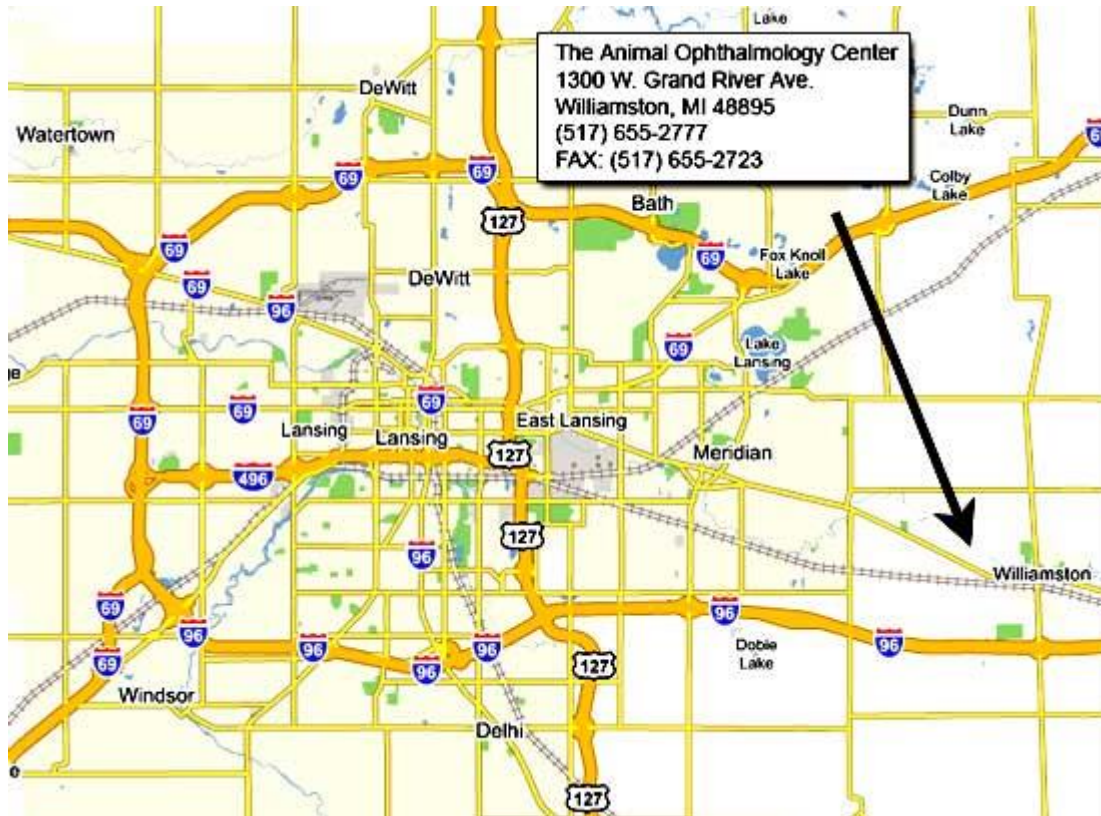 Lake
The Animal Ophthalmology Center
1300 W. Grand River Ave.
Williamston, MI 48895
(517) 655-2777
FAX: (517) 655-2723
DeWitt
Watertown
Dunn
Lake
69
69
Colby
Lake
127
Bath
69
69
69
Fox Knoll
Lake
DeWitt
69
96
Lake
Lansing
69
69
69
69
East Lansing
Lansing
Lansing
Meridian
127
496
127
96
Williamston
69
96
96
96
96
96
96
Dobie
Lake
69
127
Windsor
Delhi
127